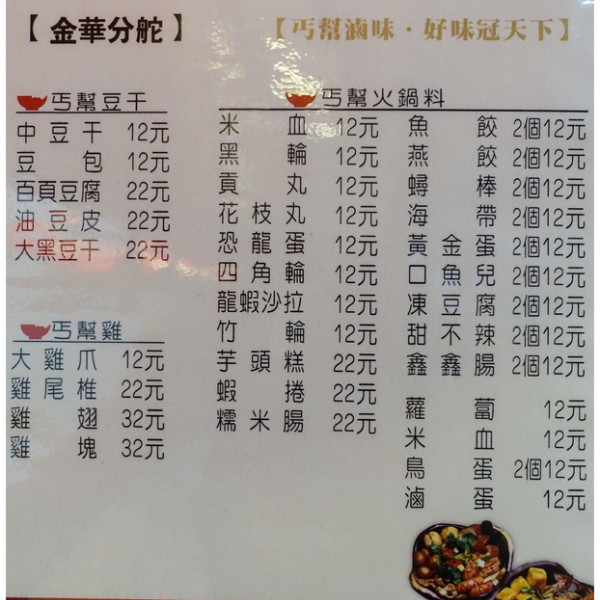 【金華分舵】
【丐幫滷味·好味冠天下】
丐幫豆干
中豆干 12元
豆包 12元
百頁豆腐 22元
油豆皮 22元
大黑豆干 22元
丐幫雞
大雞爪 12元
雞尾椎 22元
雞翅 32元
雞塊 32元
丐幫火鍋料
米血 12元
黑輪 12元
貢丸 12元
花枝丸 12元
恐龍蛋 12元
四角輪 12元
龍蝦沙拉 12元
竹輪 12元
芋頭糕 22元
蝦捲 22元
糯米腸 22元
魚餃 2個12元
燕餃 2個12元
蟳棒 2個12元
海帶 2個12元
黃金蛋 2個12元
口魚兒 2個12元
凍豆腐 2個12元
甜不辣 2個12元
鑫鑫腸 2個12元
蘿蔔 12元
米血 12元
鳥蛋 2個12元
滷蛋 12元